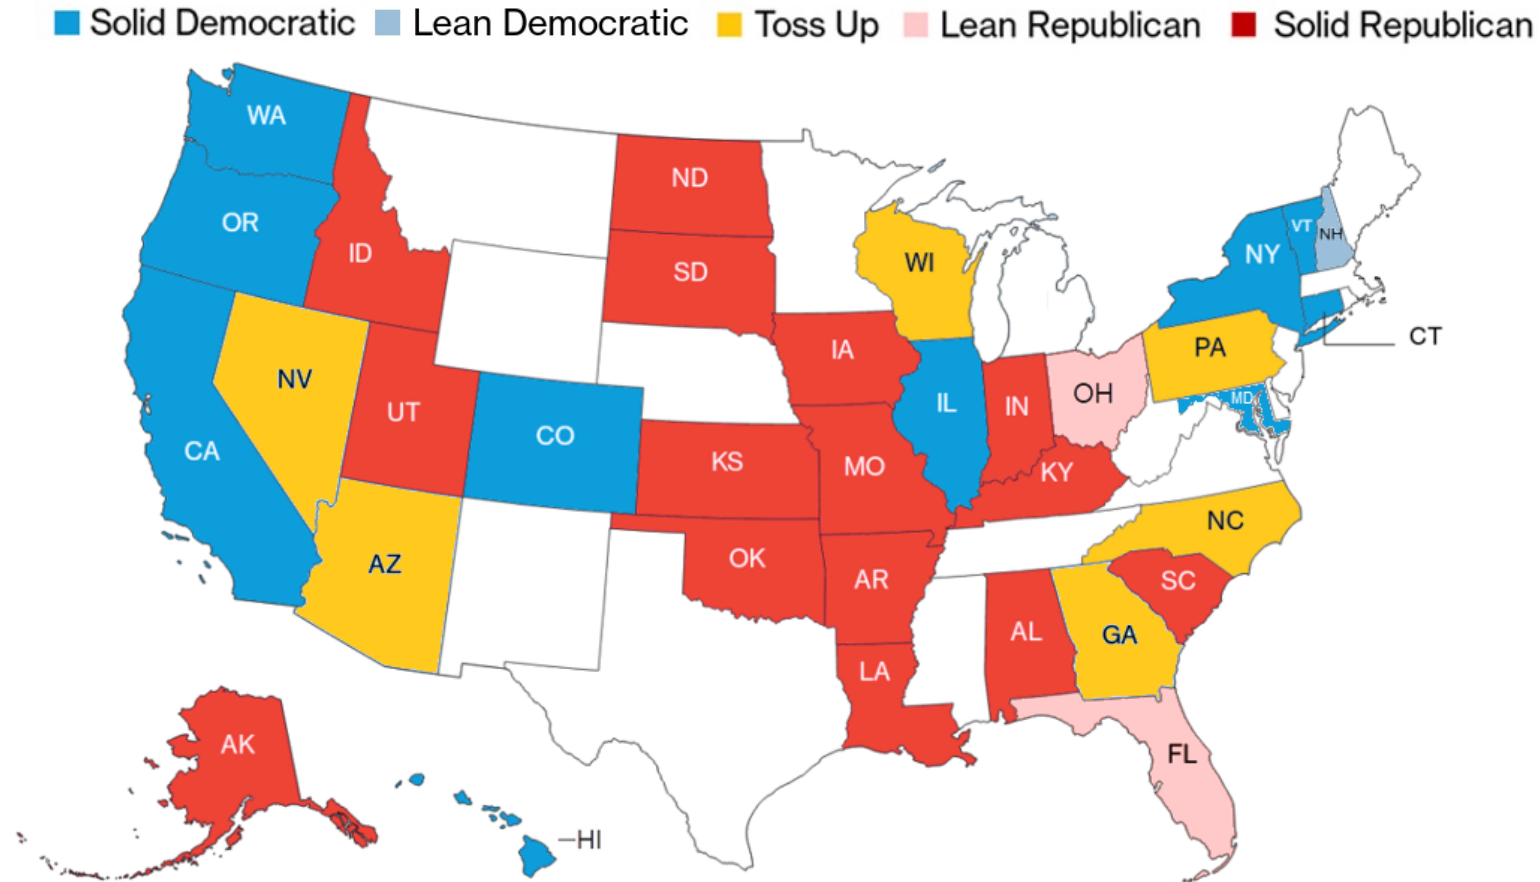 Solid Democratic Lean Democratic Toss Up Lean Republican Solid Republican
WA
ND
OR
VT
NH
NY
ID
WI
SD
CT
PA
IA
NV
OH
MD
IL
IN
UT
CO
CA
KS
MO
KY
NC
OK
AZ
AR
SC
AL
GA
LA
AK
FL
HI